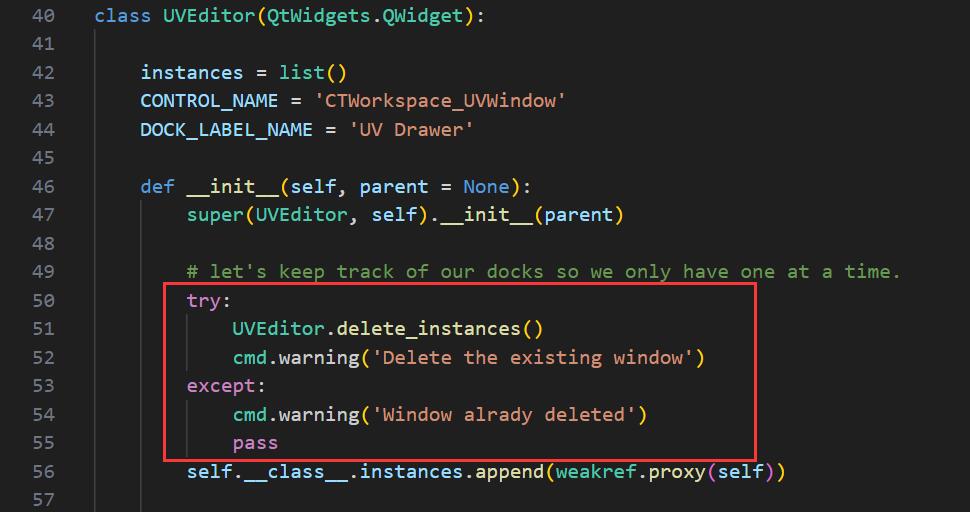 40 class UVEditor(QtWidgets.QWidget):
41
42 instances = list()
43 CONTROL_NAME = 'CTWorkspace_UVWindow'
44 DOCK_LABEL_NAME = 'UV Drawer'
45
46 def __init__(self, parent = None):
47 super(UVEditor, self).__init__(parent)
48
49 # let's keep track of our docks so we only have one at a time.
50 try:
51 UVEditor.delete_instances()
52 cmd.warning('Delete the existing window')
53 except:
54 cmd.warning('Window alrady deleted')
55 pass
56 self.__class__.instances.append(weakref.proxy(self))
57